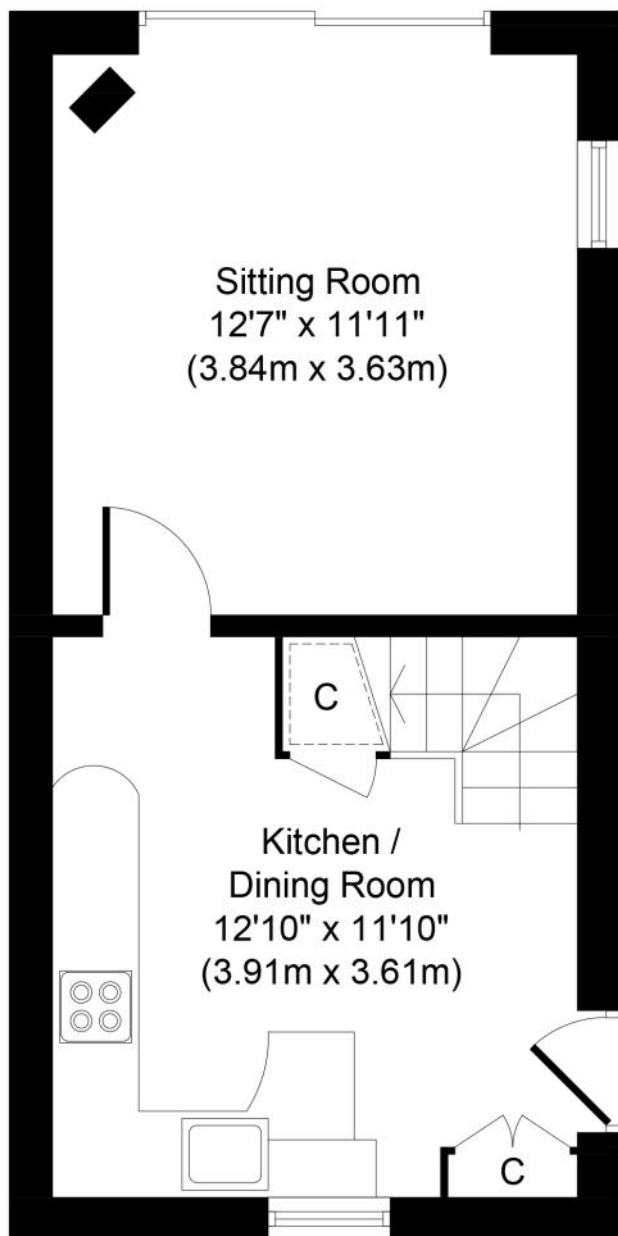 Sitting Room
12'7" x 11'11"
(3.84m x 3.63m)
C
Kitchen /
Dining Room
12'10" x 11'10"
(3.91m x 3.61m)
C